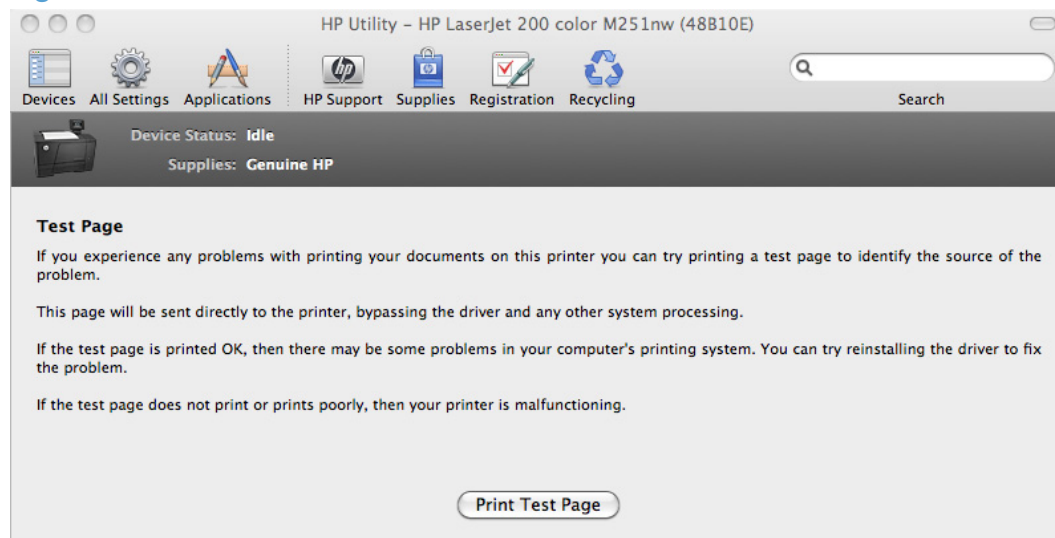 HP Utility – HP LaserJet 200 color M251nw (48B10E)
Devices All Settings Applications HP Support Supplies Registration Recycling Search
Device Status: Idle
Supplies: Genuine HP
Test Page
If you experience any problems with printing your documents on this printer you can try printing a test page to identify the source of the
problem.
This page will be sent directly to the printer, bypassing the driver and any other system processing.
If the test page is printed OK, then there may be some problems in your computer's printing system. You can try reinstalling the driver to fix
the problem.
If the test page does not print or prints poorly, then your printer is malfunctioning.
Print Test Page